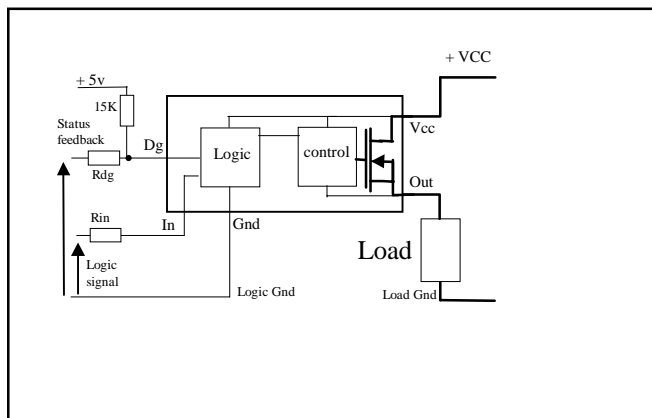 + VCC
+ 5v
15K
Status
feedback
Dg
Vcc
Logic
control
Rdg
Out
Rin
In
Gnd
Load
Logic
signal
Logic Gnd
Load Gnd